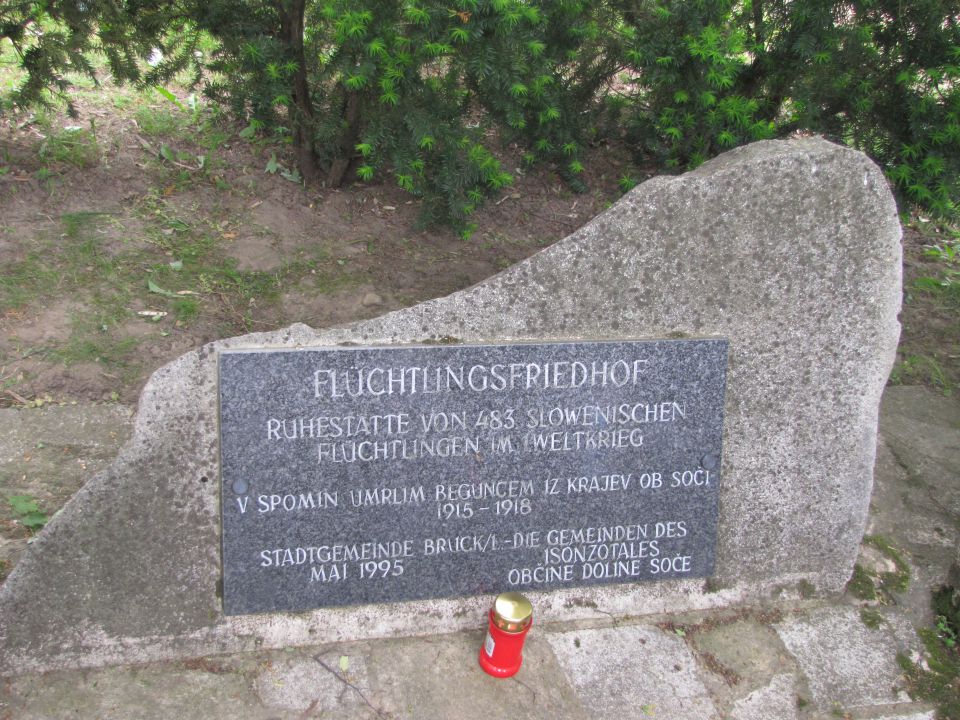 FLÜCHTLINGSFRIEDHOF
RUHESTÄTTE VON 483 SLOWENISCHEN
FLÜCHTLINGEN IM 1. WELTKRIEG
V SPOMIN UMRLIM BEGUNCEM IZ KRAJEV OB SOČI
1915 - 1918
STADTGEMEINDE BRUCK/L. - DIE GEMEINDEN DES
ISONZOTALES
MAI 1995
OBČINE DOLINE SOČE